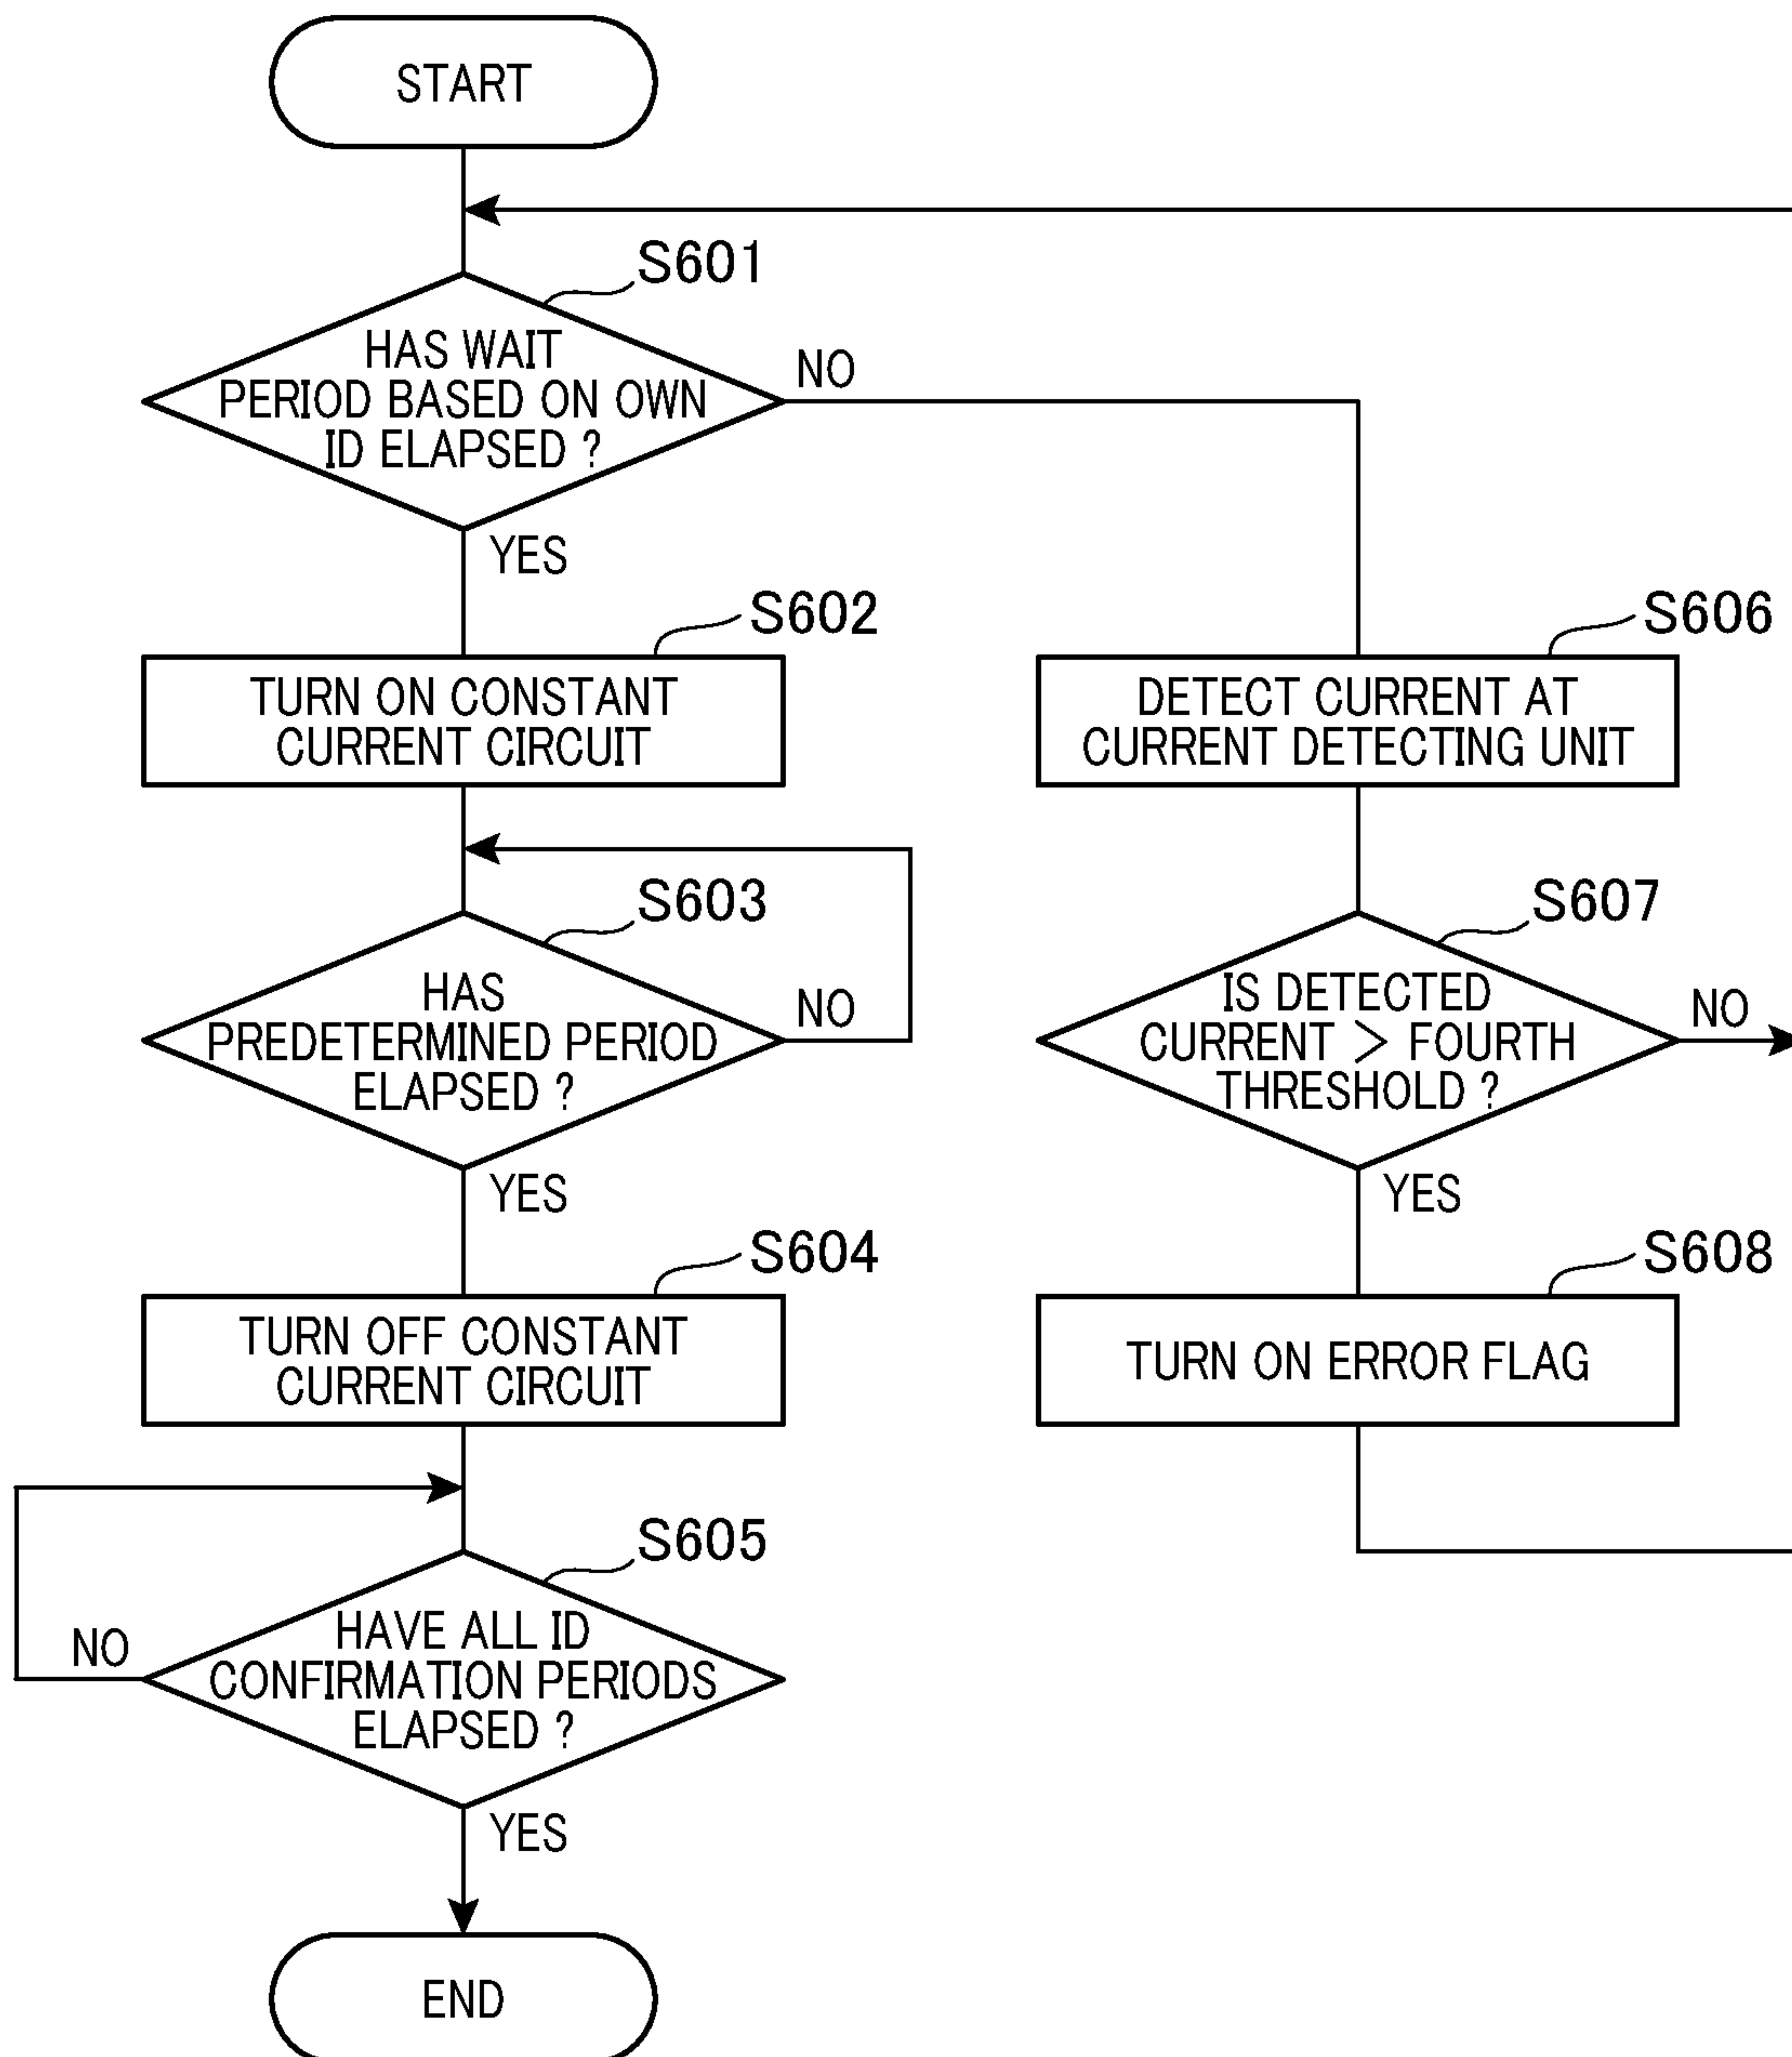 START
S601
HAS WAIT
PERIOD BASED ON OWN
ID ELAPSED ?
NO
YES
S602
TURN ON CONSTANT
CURRENT CIRCUIT
S603
HAS
PREDETERMINED PERIOD
ELAPSED ?
NO
YES
S604
TURN OFF CONSTANT
CURRENT CIRCUIT
S605
HAVE ALL ID
CONFIRMATION PERIODS
ELAPSED ?
NO
YES
END
S606
DETECT CURRENT AT
CURRENT DETECTING UNIT
S607
IS DETECTED
CURRENT > FOURTH
THRESHOLD ?
NO
YES
S608
TURN ON ERROR FLAG